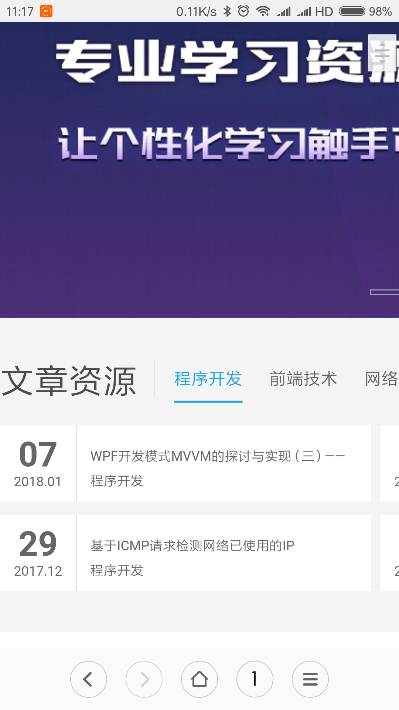 11:17 0.11K/s HD 98%
专业学习资源
让个性化学习触手可
文章资源 程序开发 前端技术 网络
07
2018.01
WPF开发模式MVVM的探讨与实现（三）——
程序开发
29
2017.12
基于ICMP请求检测网络已使用的IP
程序开发
1